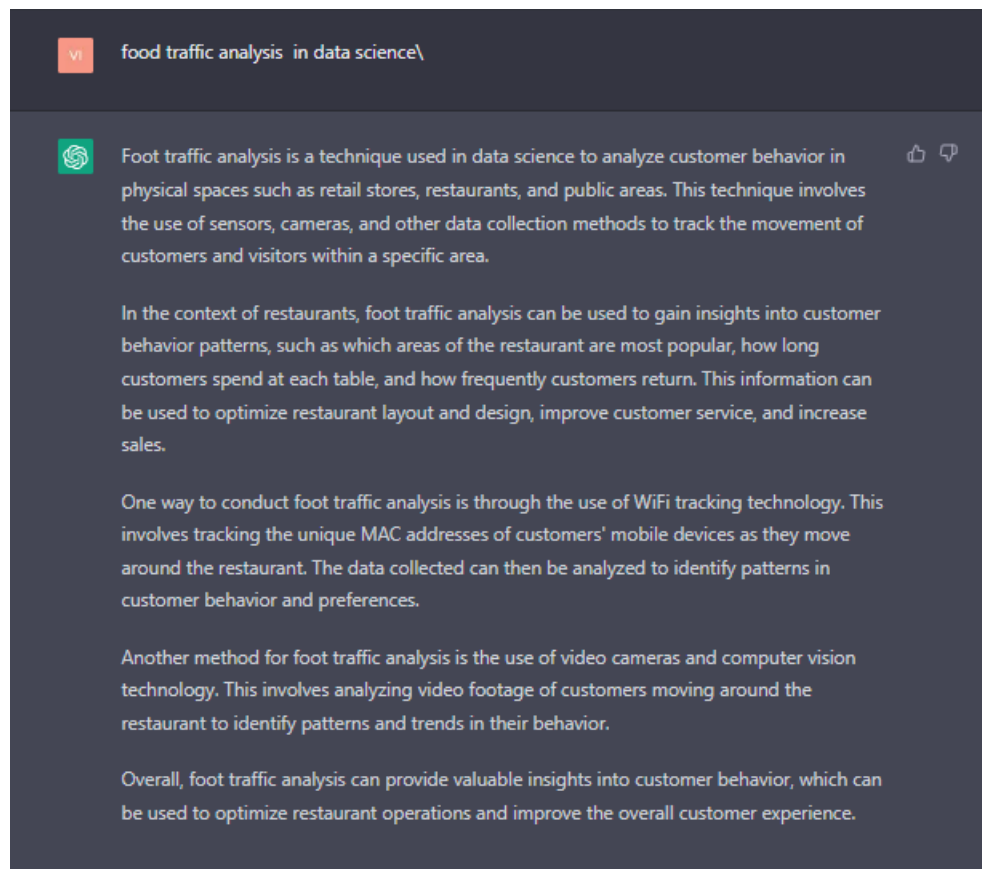 VI
food traffic analysis  in data science\
Foot traffic analysis is a technique used in data science to analyze customer behavior in
physical spaces such as retail stores, restaurants, and public areas. This technique involves
the use of sensors, cameras, and other data collection methods to track the movement of
customers and visitors within a specific area.
In the context of restaurants, foot traffic analysis can be used to gain insights into customer
behavior patterns, such as which areas of the restaurant are most popular, how long
customers spend at each table, and how frequently customers return. This information can
be used to optimize restaurant layout and design, improve customer service, and increase
sales.
One way to conduct foot traffic analysis is through the use of WiFi tracking technology. This
involves tracking the unique MAC addresses of customers' mobile devices as they move
around the restaurant. The data collected can then be analyzed to identify patterns in
customer behavior and preferences.
Another method for foot traffic analysis is the use of video cameras and computer vision
technology. This involves analyzing video footage of customers moving around the
restaurant to identify patterns and trends in their behavior.
Overall, foot traffic analysis can provide valuable insights into customer behavior, which can
be used to optimize restaurant operations and improve the overall customer experience.